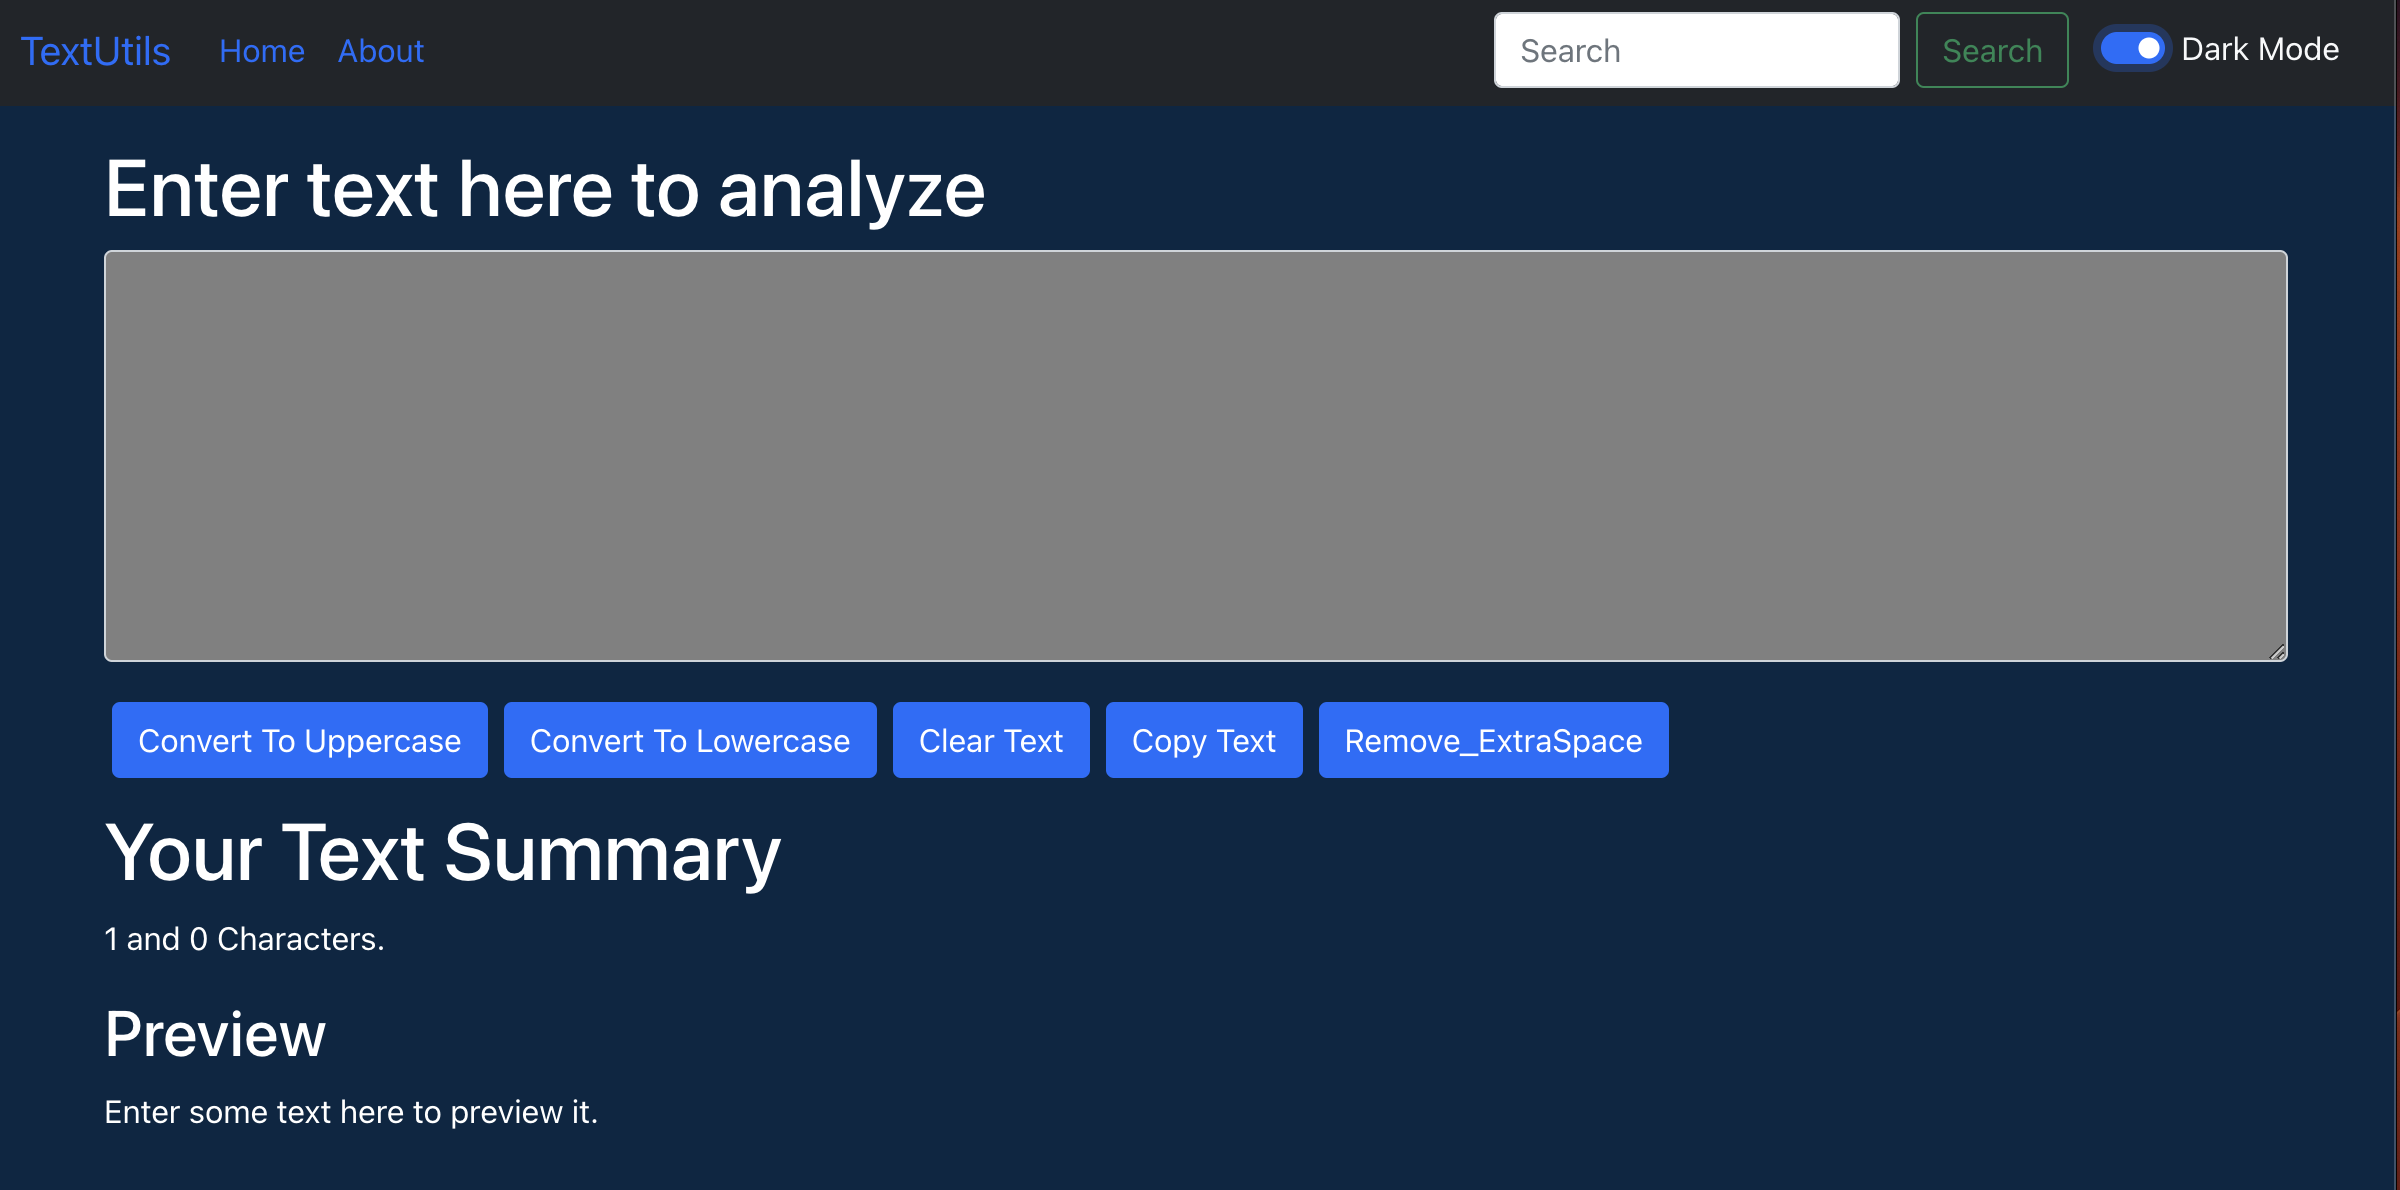 TextUtils Home About Search Search Dark Mode
Enter text here to analyze
Convert To Uppercase Convert To Lowercase Clear Text Copy Text Remove_ExtraSpace
Your Text Summary
1 and 0 Characters.
Preview
Enter some text here to preview it.